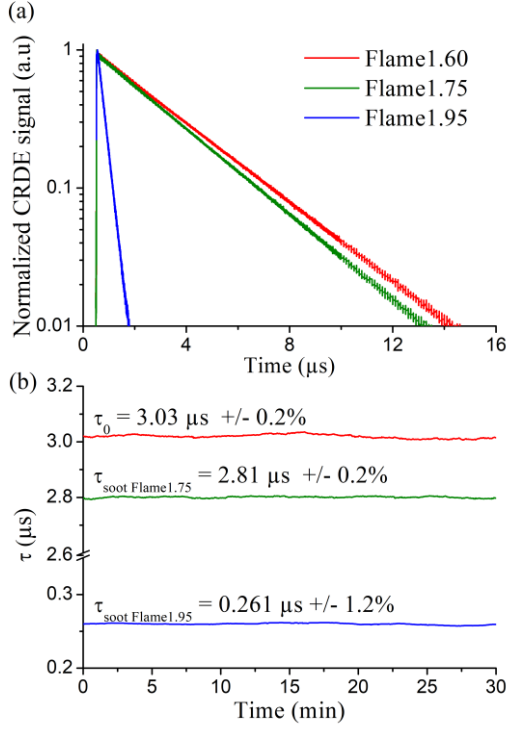 (a)
Normalized CRDE signal (a.u)
1
0.1
0.01
Flame1.60
Flame1.75
Flame1.95
0 4 8 12 16
Time (µs)
(b)
τ (µs)
3.2
3.0
2.8
2.6
0.3
0.2
τ0 = 3.03 µs +/- 0.2%
τsoot Flame1.75 = 2.81 µs +/- 0.2%
τsoot Flame1.95 = 0.261 µs +/- 1.2%
0 5 10 15 20 25 30
Time (min)